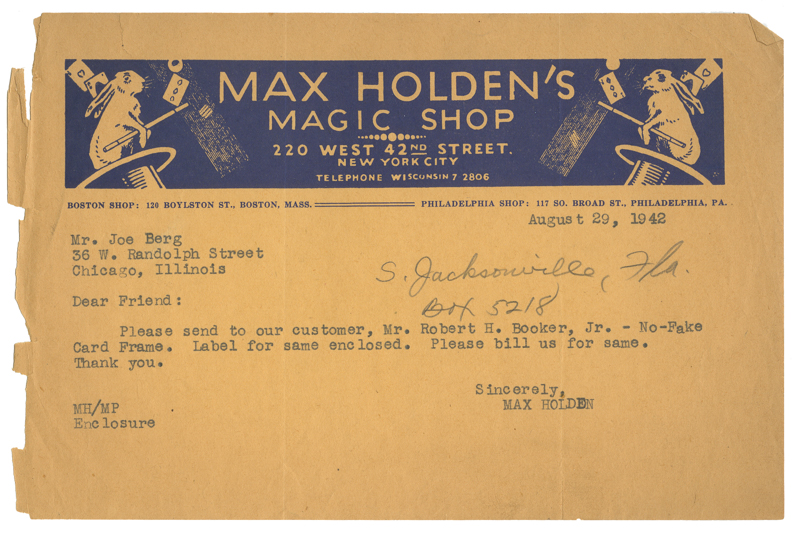 MAX HOLDEN'S
MAGIC SHOP
220 WEST 42ND STREET.
NEW YORK CITY
TELEPHONE WISCONSIN 7 2806
BOSTON SHOP: 120 BOYLSTON ST., BOSTON, MASS. PHILADELPHIA SHOP: 117 SO. BROAD ST., PHILADELPHIA, PA.
August 29, 1942
Mr. Joe Berg
36 W. Randolph Street
Chicago, Illinois
S. Jacksonville, Fla.
Box 5218
Dear Friend:
Please send to our customer, Mr. Robert H. Booker, Jr. - No-Fake
Card Frame. Label for same enclosed. Please bill us for same.
Thank you.
Sincerely,
MAX HOLDEN
MH/MP
Enclosure